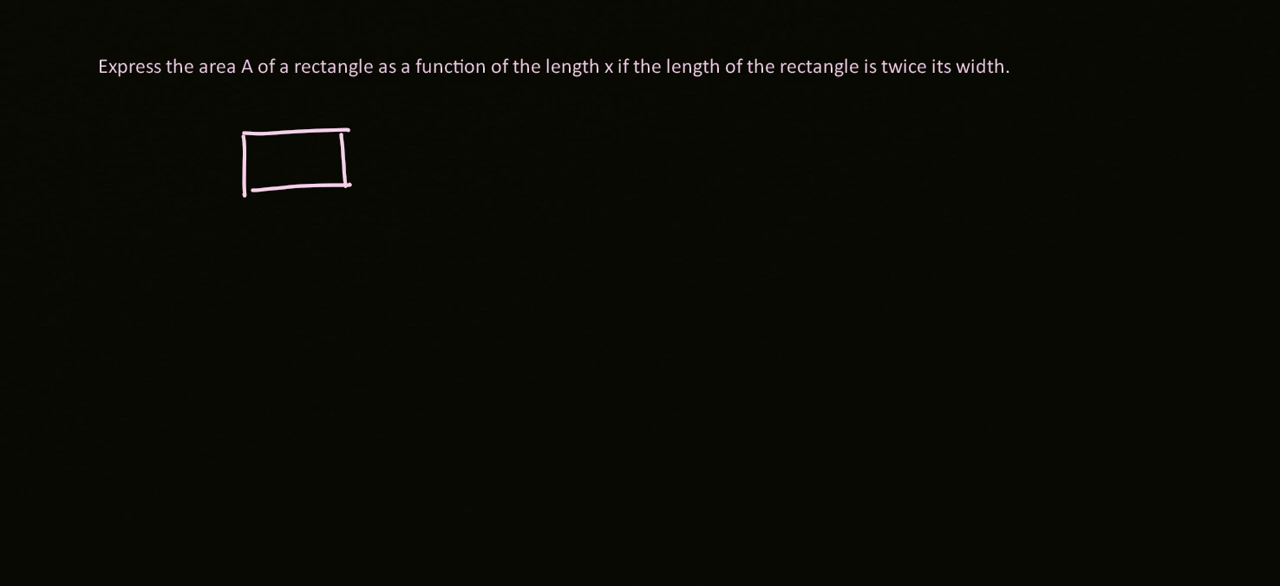 Express the area A of a rectangle as a function of the length x if the length of the rectangle is twice its width.